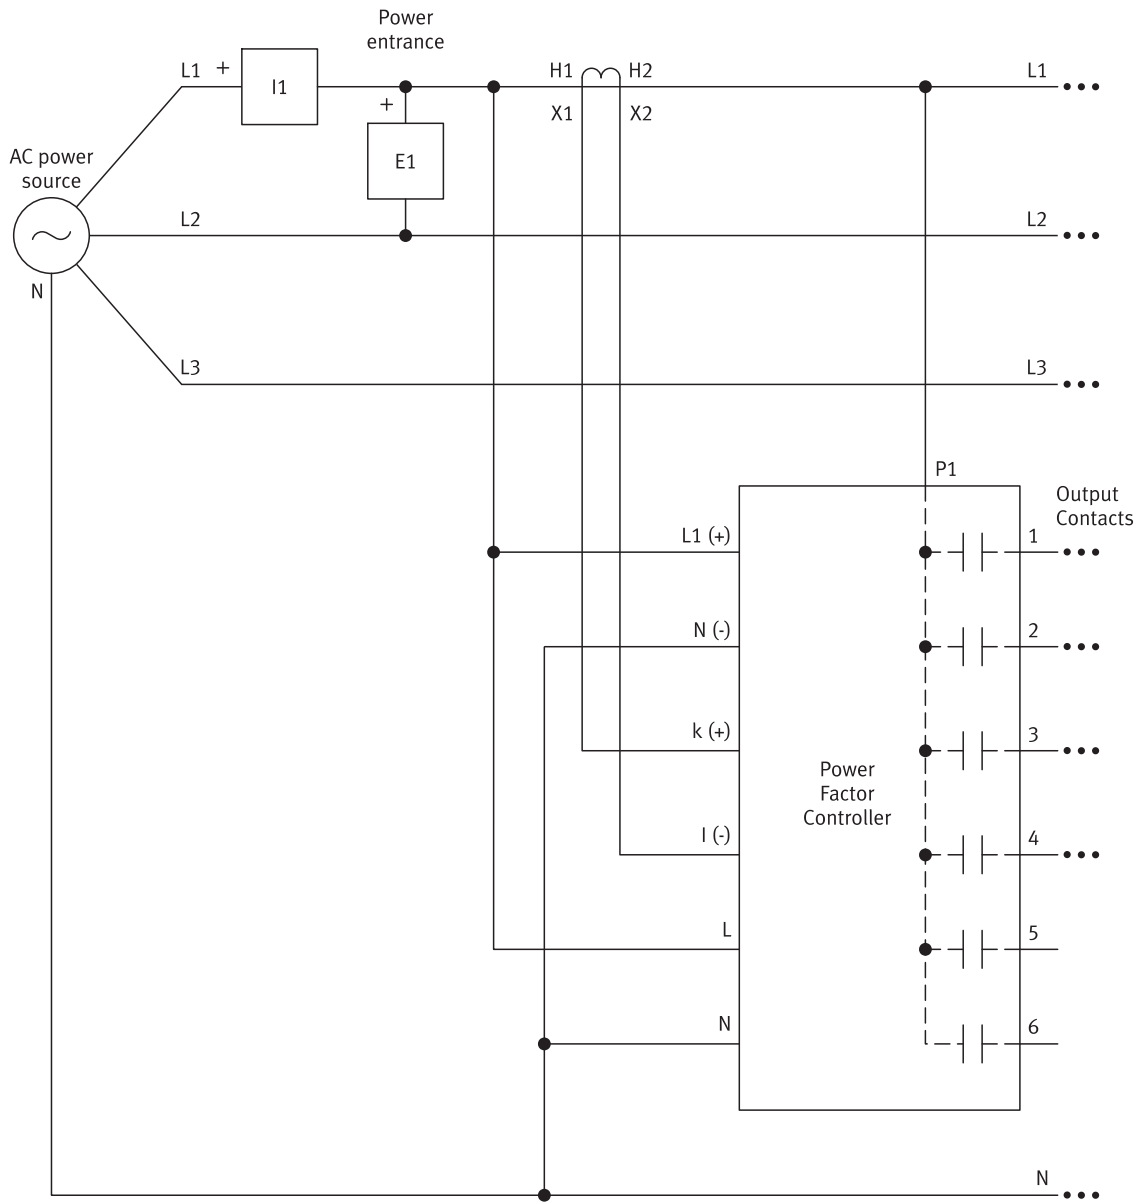 Power
entrance
L1 +
I1
H1 H2
L1
+
X1 X2
E1
AC power
source
L2
L2
N
L3
L3
P1
Output
Contacts
L1 (+)
1
N (-)
2
k (+)
3
Power
Factor
Controller
l (-)
4
L
5
N
6
N